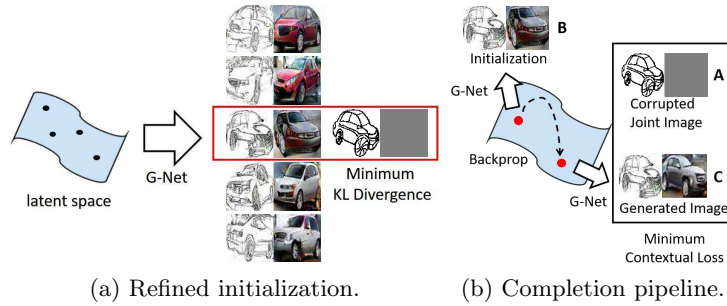 latent space
G-Net
Minimum
KL Divergence
(a) Refined initialization.
B
Initialization
G-Net
Backprop
G-Net
A
Corrupted
Joint Image
C
Generated Image
Minimum
Contextual Loss
(b) Completion pipeline.